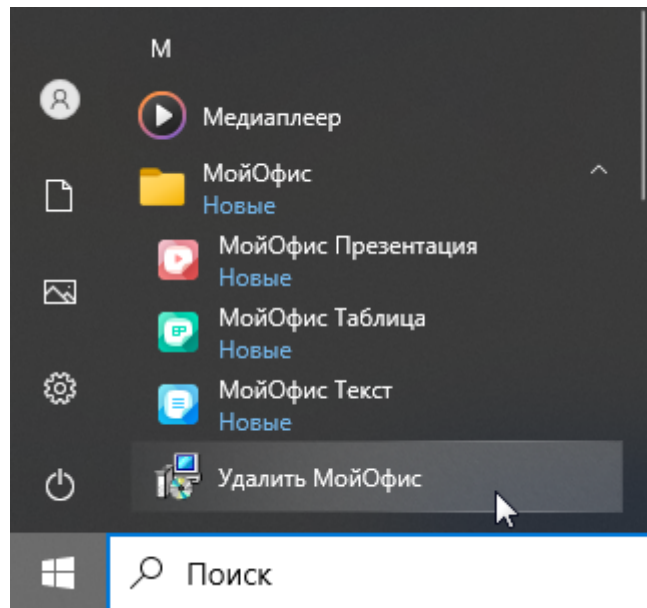 М
Медиаплеер
МойОфис
Новые
МойОфис Презентация
Новые
МойОфис Таблица
Новые
МойОфис Текст
Новые
Удалить МойОфис
Поиск